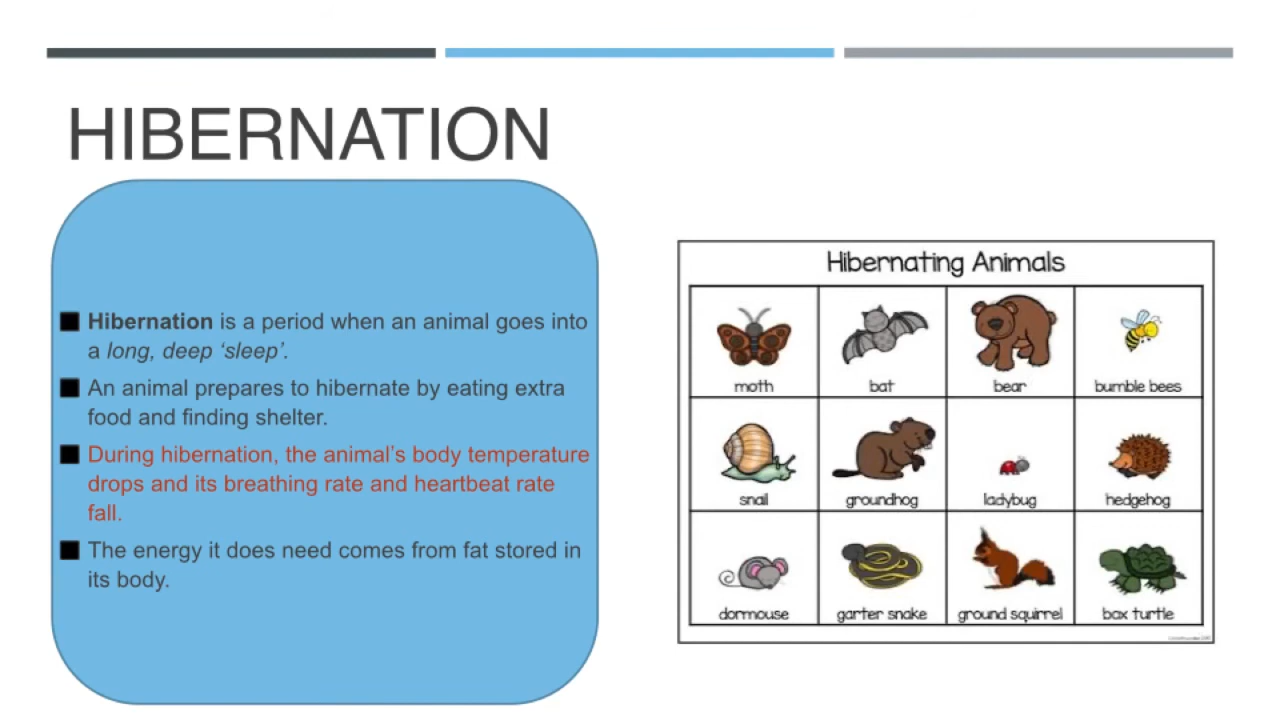 HIBERNATION
Hibernation is a period when an animal goes into
a long, deep ‘sleep’.
An animal prepares to hibernate by eating extra
food and finding shelter.
During hibernation, the animal’s body temperature
drops and its breathing rate and heartbeat rate
fall.
The energy it does need comes from fat stored in
its body.
Hibernating Animals
moth bat bear bumble bees
snail groundhog ladybug hedgehog
dormouse garter snake ground squirrel box turtle